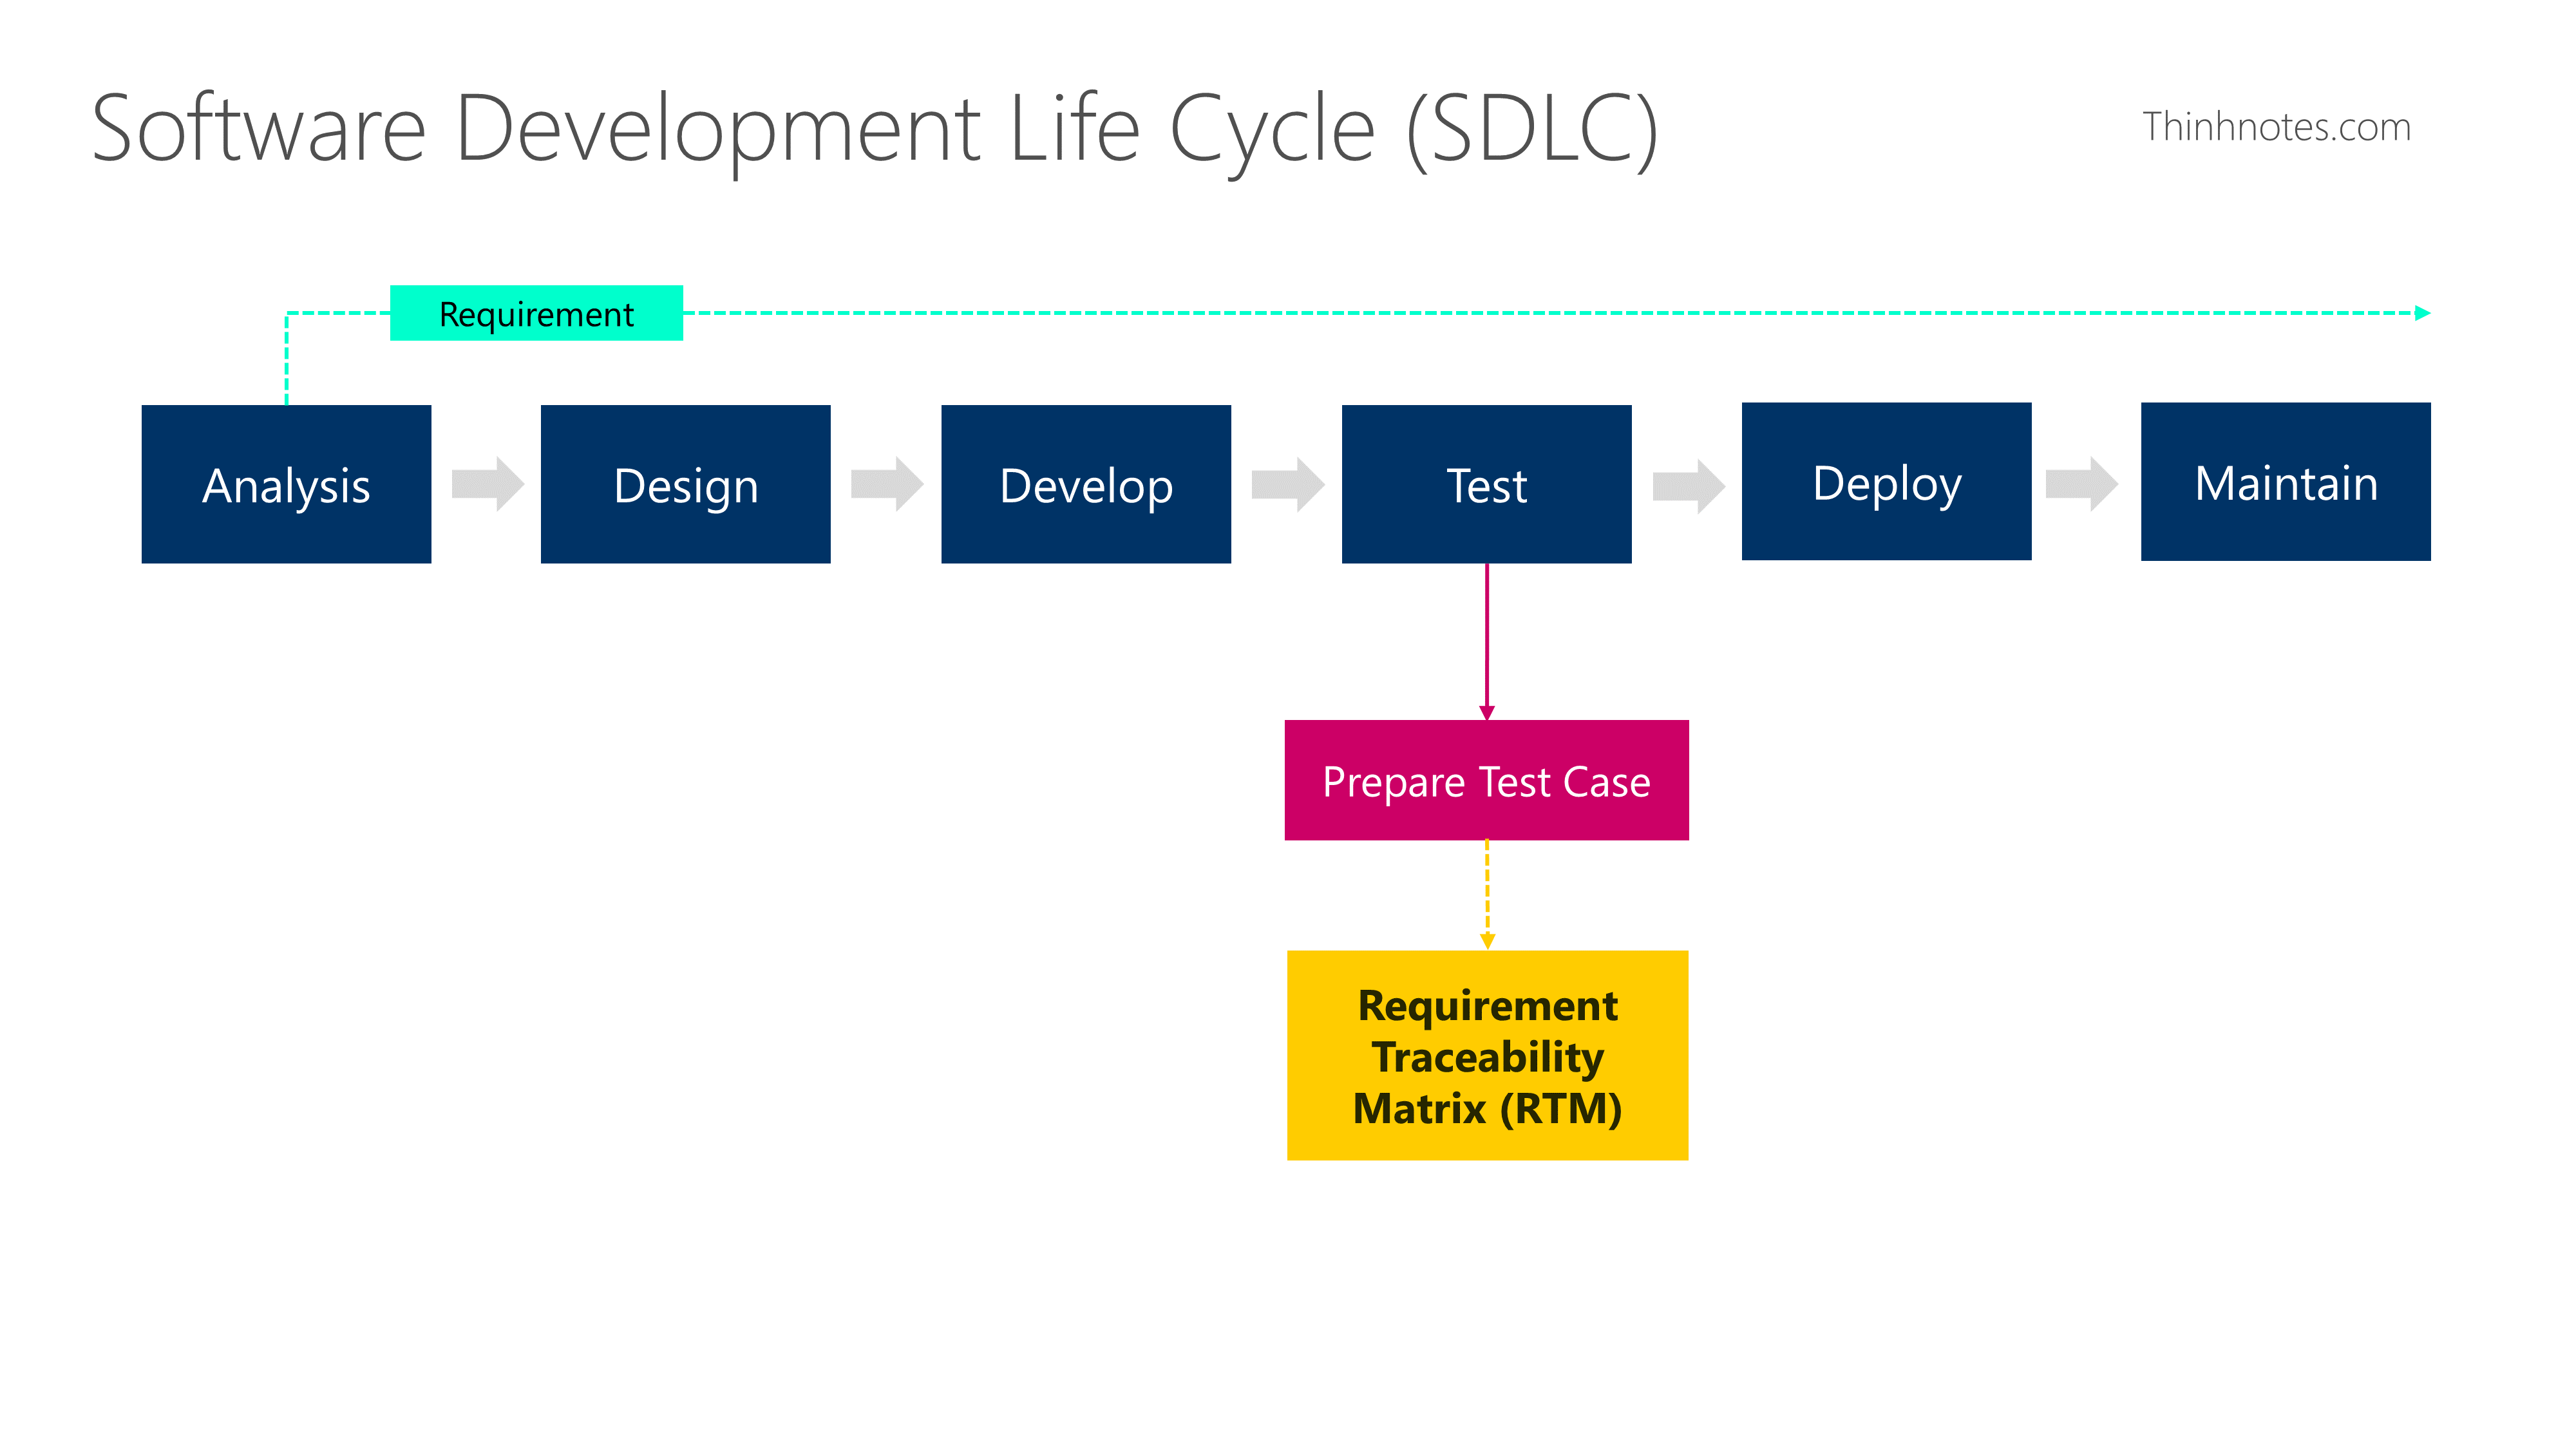 Software Development Life Cycle (SDLC)
Thinhnotes.com
Requirement
Analysis
Design
Develop
Test
Deploy
Maintain
Prepare Test Case
Requirement
Traceability
Matrix (RTM)